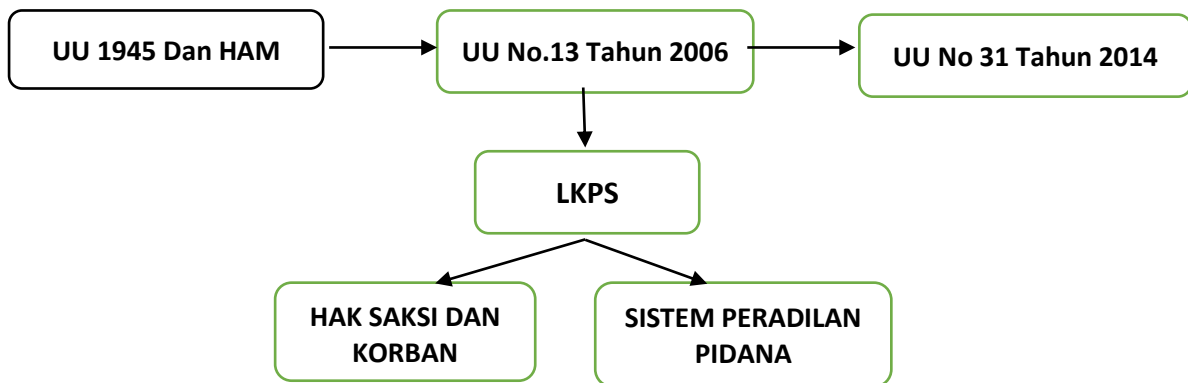 UU 1945 Dan HAM
UU No.13 Tahun 2006
UU No 31 Tahun 2014
LKPS
HAK SAKSI DAN
KORBAN
SISTEM PERADILAN
PIDANA